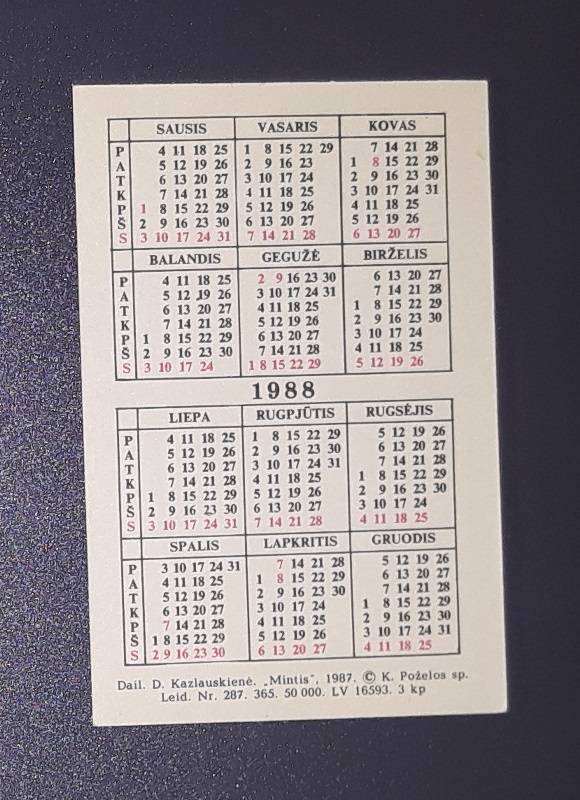 SAUSIS VASARIS KOVAS
P 4 11 18 25 1 8 15 22 29 7 14 21 28
A 5 12 19 26 2 9 16 23 1 8 15 22 29
T 6 13 20 27 3 10 17 24 2 9 16 23 30
K 7 14 21 28 4 11 18 25 3 10 17 24 31
P 1 8 15 22 29 5 12 19 26 4 11 18 25
Š 2 9 16 23 30 6 13 20 27 5 12 19 26
S 3 10 17 24 31 7 14 21 28 6 13 20 27
BALANDIS GEGUŽĖ BIRŽELIS
P 4 11 18 25 2 9 16 23 30 6 13 20 27
A 5 12 19 26 3 10 17 24 31 7 14 21 28
T 6 13 20 27 4 11 18 25 1 8 15 22 29
K 7 14 21 28 5 12 19 26 2 9 16 23 30
P 1 8 15 22 29 6 13 20 27 3 10 17 24
Š 2 9 16 23 30 7 14 21 28 4 11 18 25
S 3 10 17 24 1 8 15 22 29 5 12 19 26
1988
LIEPA RUGPJŪTIS RUGSĖJIS
P 4 11 18 25 1 8 15 22 29 5 12 19 26
A 5 12 19 26 2 9 16 23 30 6 13 20 27
T 6 13 20 27 3 10 17 24 31 7 14 21 28
K 7 14 21 28 4 11 18 25 1 8 15 22 29
P 1 8 15 22 29 5 12 19 26 2 9 16 23 30
Š 2 9 16 23 30 6 13 20 27 3 10 17 24
S 3 10 17 24 31 7 14 21 28 4 11 18 25
SPALIS LAPKRITIS GRUODIS
P 3 10 17 24 31 7 14 21 28 5 12 19 26
A 4 11 18 25 1 8 15 22 29 6 13 20 27
T 5 12 19 26 2 9 16 23 30 7 14 21 28
K 6 13 20 27 3 10 17 24 1 8 15 22 29
P 7 14 21 28 4 11 18 25 2 9 16 23 30
Š 1 8 15 22 29 5 12 19 26 3 10 17 24 31
S 2 9 16 23 30 6 13 20 27 4 11 18 25
Dail. D. Kazlauskienė. „Mintis“, 1987. © K. Poželos sp.
Leid. Nr. 287. 365. 50 000. LV 16593. 3 kp